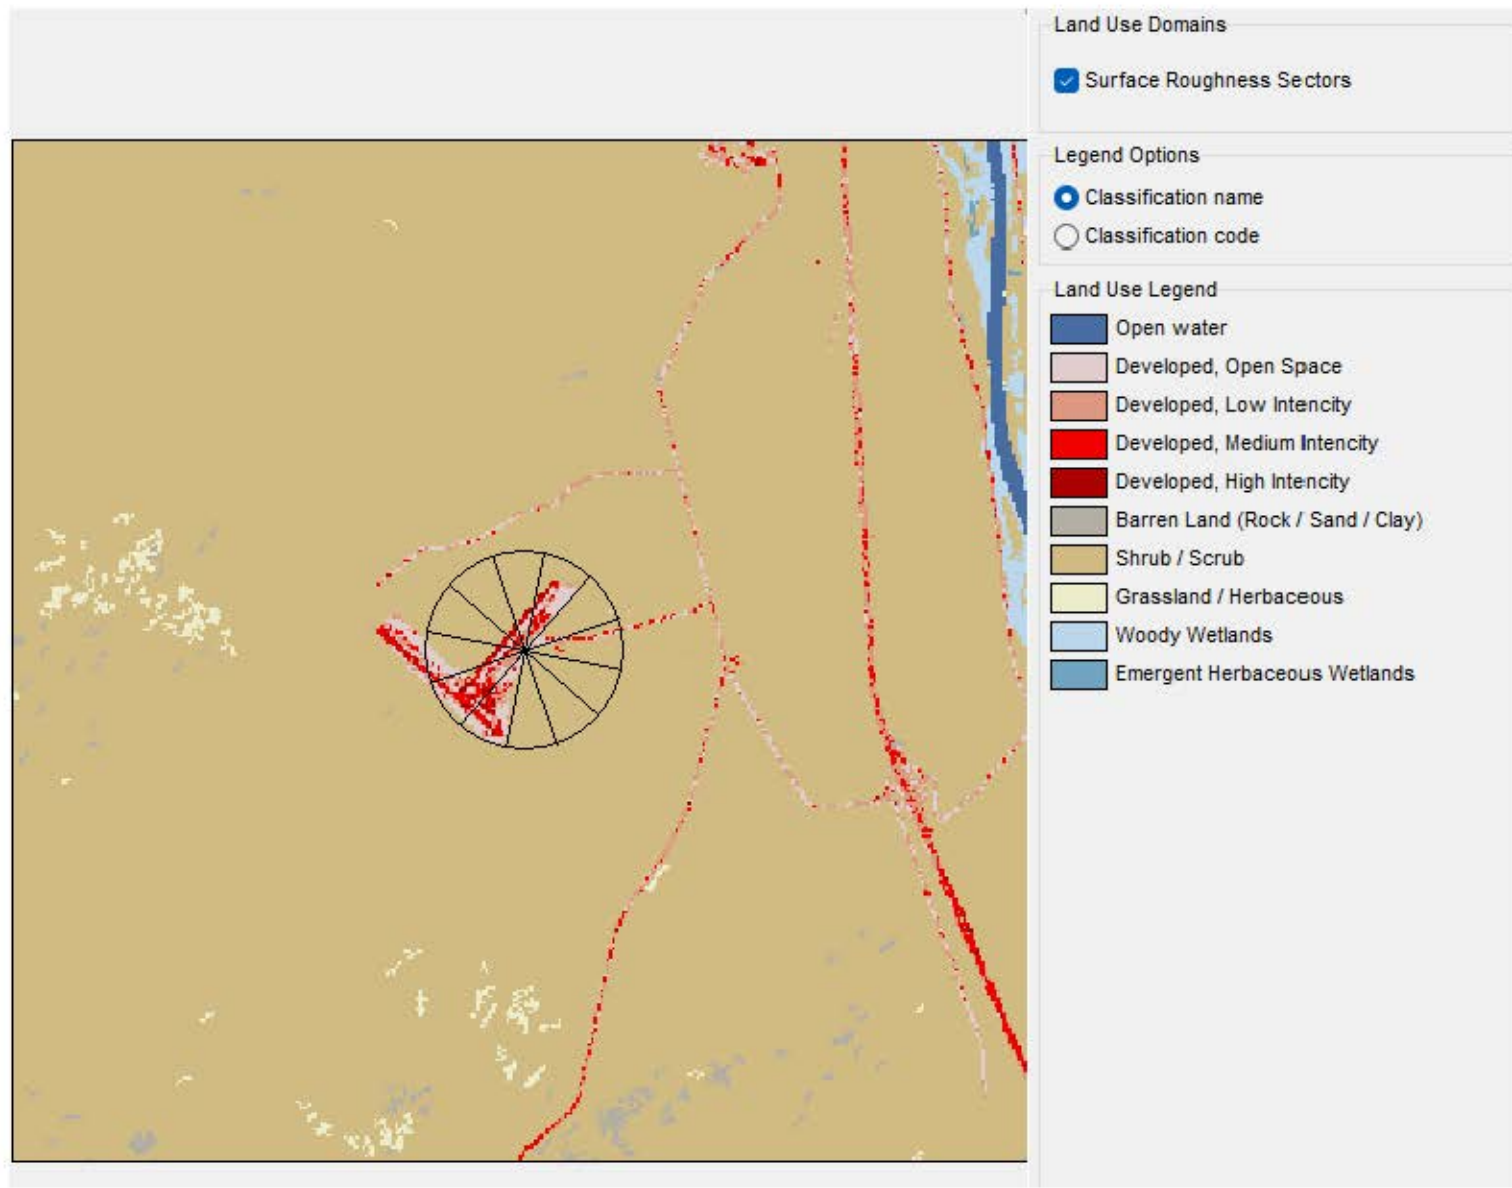 Land Use Domains
Surface Roughness Sectors
Legend Options
Classification name
Classification code
Land Use Legend
Open water
Developed, Open Space
Developed, Low Intencity
Developed, Medium Intencity
Developed, High Intencity
Barren Land (Rock / Sand / Clay)
Shrub / Scrub
Grassland / Herbaceous
Woody Wetlands
Emergent Herbaceous Wetlands